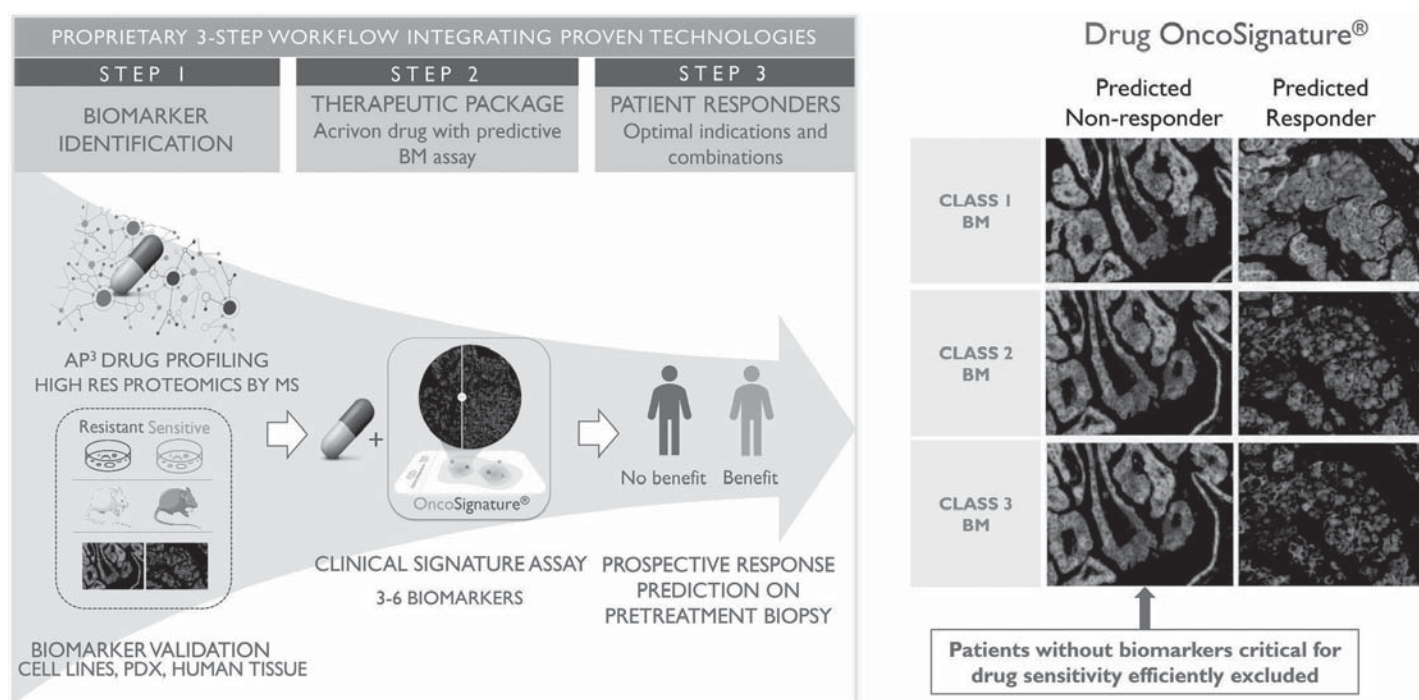 PROPRIETARY 3-STEP WORKFLOW INTEGRATING PROVEN TECHNOLOGIES
STEP 1
BIOMARKER
IDENTIFICATION
STEP 2
THERAPEUTIC PACKAGE
Acrivon drug with predictive
BM assay
STEP 3
PATIENT RESPONDERS
Optimal indications and
combinations
AP³ DRUG PROFILING
HIGH RES PROTEOMICS BY MS
Resistant Sensitive
BIOMARKER VALIDATION
CELL LINES, PDX, HUMAN TISSUE
+
OncoSignature®
CLINICAL SIGNATURE ASSAY
3-6 BIOMARKERS
No benefit Benefit
PROSPECTIVE RESPONSE
PREDICTION ON
PRETREATMENT BIOPSY
Drug OncoSignature®
Predicted
Non-responder
Predicted
Responder
CLASS 1
BM
CLASS 2
BM
CLASS 3
BM
Patients without biomarkers critical for
drug sensitivity efficiently excluded